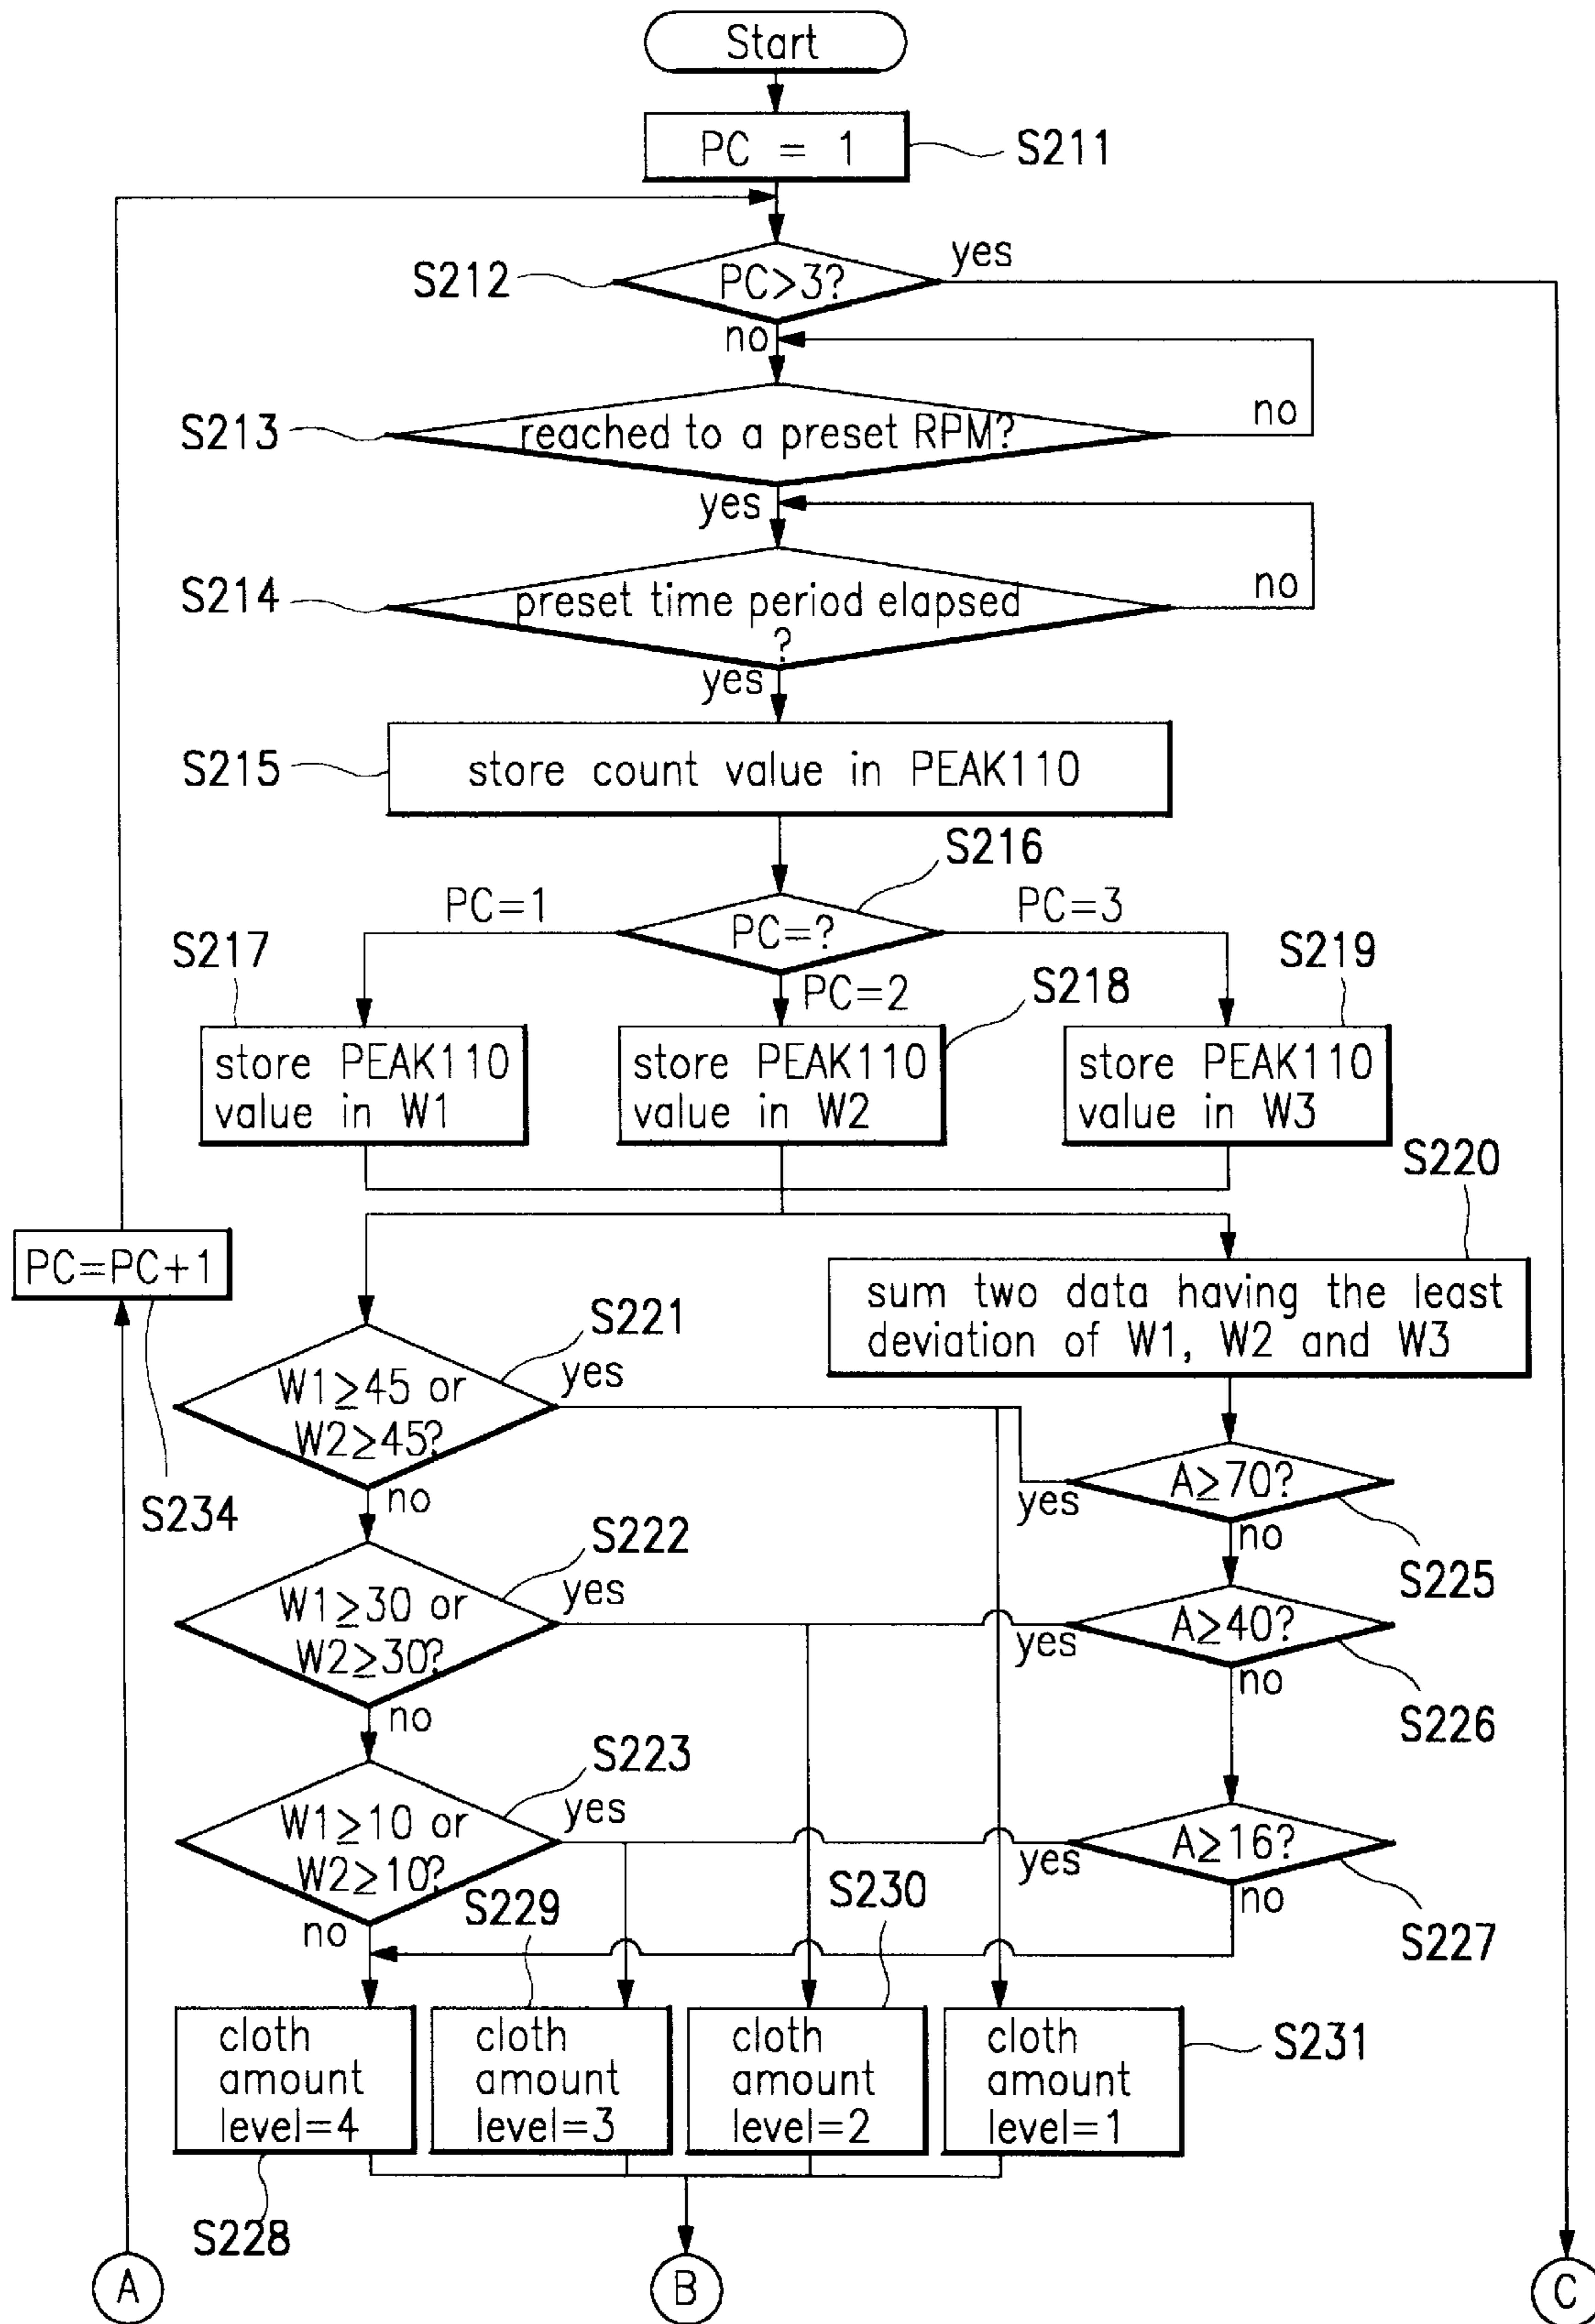 Start
PC = 1
S211
S212
PC>3?
yes
no
S213
reached to a preset RPM?
no
yes
S214
preset time period elapsed
?
no
yes
S215
store count value in PEAK110
S216
PC=1
PC=?
PC=3
PC=2
S217
S218
S219
store PEAK110
value in W1
store PEAK110
value in W2
store PEAK110
value in W3
S220
PC=PC+1
S234
sum two data having the least
deviation of W1, W2 and W3
S221
W1≥45 or
W2≥45?
yes
no
A≥70?
yes
no
S225
S222
W1≥30 or
W2≥30?
yes
no
A≥40?
yes
no
S226
S223
W1≥10 or
W2≥10?
yes
no
A≥16?
yes
no
S227
S229
S230
cloth
amount
level=4
cloth
amount
level=3
cloth
amount
level=2
cloth
amount
level=1
S231
S228
A
B
C